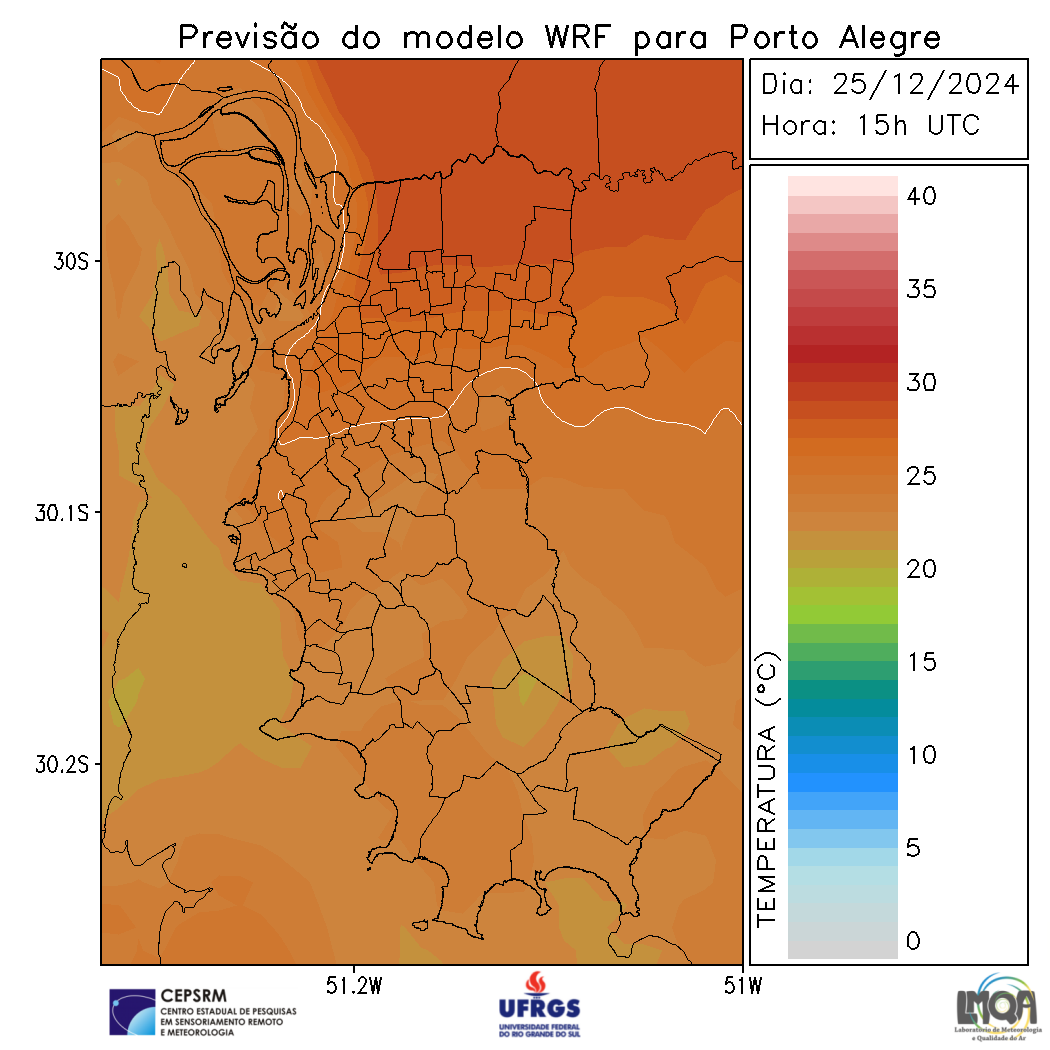 Previsão do modelo WRF para Porto Alegre
Dia: 25/12/2024
Hora: 15h UTC
40
35
30
25
20
15
10
5
0
TEMPERATURA (°C)
30S
30.1S
30.2S
51.2W
51W
CEPSRM
CENTRO ESTADUAL DE PESQUISAS
EM SENSORIAMENTO REMOTO
E METEOROLOGIA
UFRGS
UNIVERSIDADE FEDERAL
DO RIO GRANDE DO SUL
LMQA
Laboratório de Meteorologia
e Qualidade do Ar